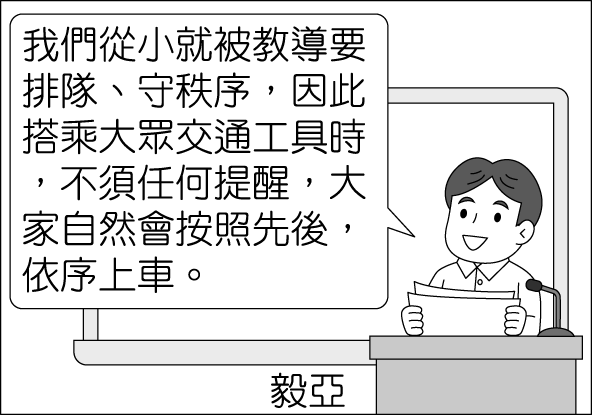 我們從小就被教導要
排隊、守秩序，因此
搭乘大眾交通工具時
，不須任何提醒，大
家自然會按照先後，
依序上車。
毅亞